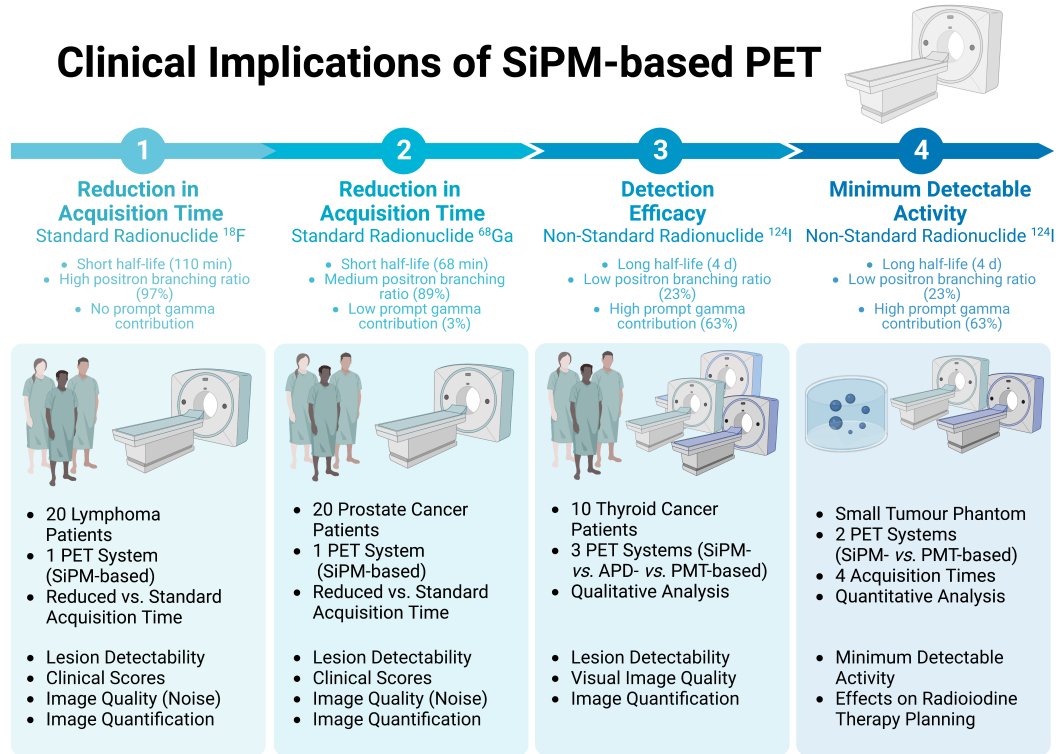 Clinical Implications of SiPM-based PET
1
Reduction in
Acquisition Time
Standard Radionuclide ¹⁸F
• Short half-life (110 min)
• High positron branching ratio
(97%)
• No prompt gamma
contribution
• 20 Lymphoma
Patients
• 1 PET System
(SiPM-based)
• Reduced vs. Standard
Acquisition Time
• Lesion Detectability
• Clinical Scores
• Image Quality (Noise)
• Image Quantification
2
Reduction in
Acquisition Time
Standard Radionuclide ⁶⁸Ga
• Short half-life (68 min)
• Medium positron branching
ratio (89%)
• Low prompt gamma
contribution (3%)
• 20 Prostate Cancer
Patients
• 1 PET System
(SiPM-based)
• Reduced vs. Standard
Acquisition Time
• Lesion Detectability
• Clinical Scores
• Image Quality (Noise)
• Image Quantification
3
Detection
Efficacy
Non-Standard Radionuclide ¹²⁴I
• Long half-life (4 d)
• Low positron branching ratio
(23%)
• High prompt gamma
contribution (63%)
• 10 Thyroid Cancer
Patients
• 3 PET Systems (SiPM-
vs. APD- vs. PMT-based)
• Qualitative Analysis
• Lesion Detectability
• Visual Image Quality
• Image Quantification
4
Minimum Detectable
Activity
Non-Standard Radionuclide ¹²⁴I
• Long half-life (4 d)
• Low positron branching ratio
(23%)
• High prompt gamma
contribution (63%)
• Small Tumour Phantom
• 2 PET Systems
(SiPM- vs. PMT-based)
• 4 Acquisition Times
• Quantitative Analysis
• Minimum Detectable
Activity
• Effects on Radioiodine
Therapy Planning